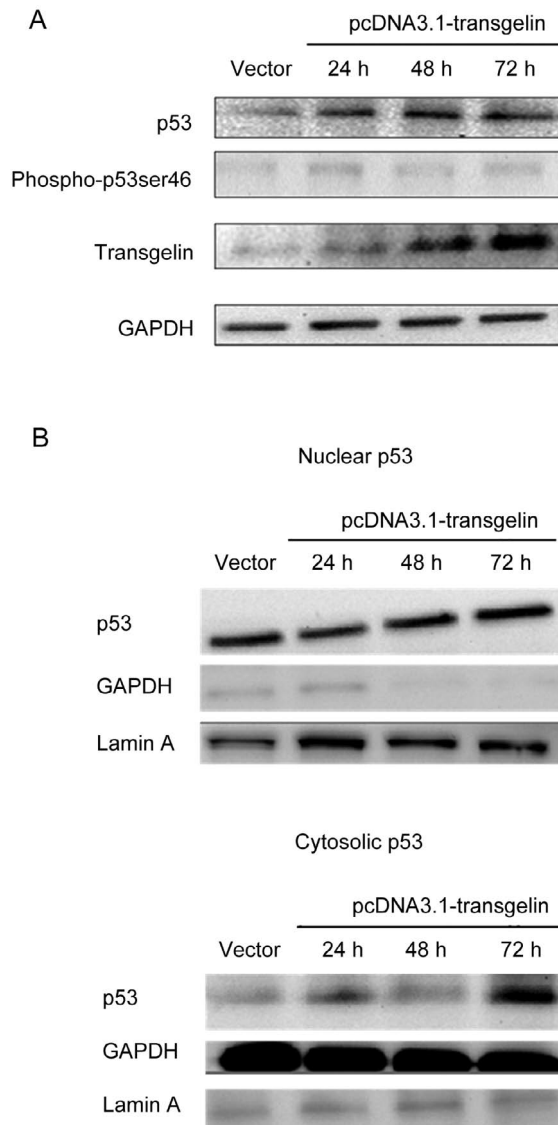 A
pcDNA3.1-transgelin
Vector 24 h 48 h 72 h
p53
Phospho-p53ser46
Transgelin
GAPDH
B
Nuclear p53
pcDNA3.1-transgelin
Vector 24 h 48 h 72 h
p53
GAPDH
Lamin A
Cytosolic p53
pcDNA3.1-transgelin
Vector 24 h 48 h 72 h
p53
GAPDH
Lamin A